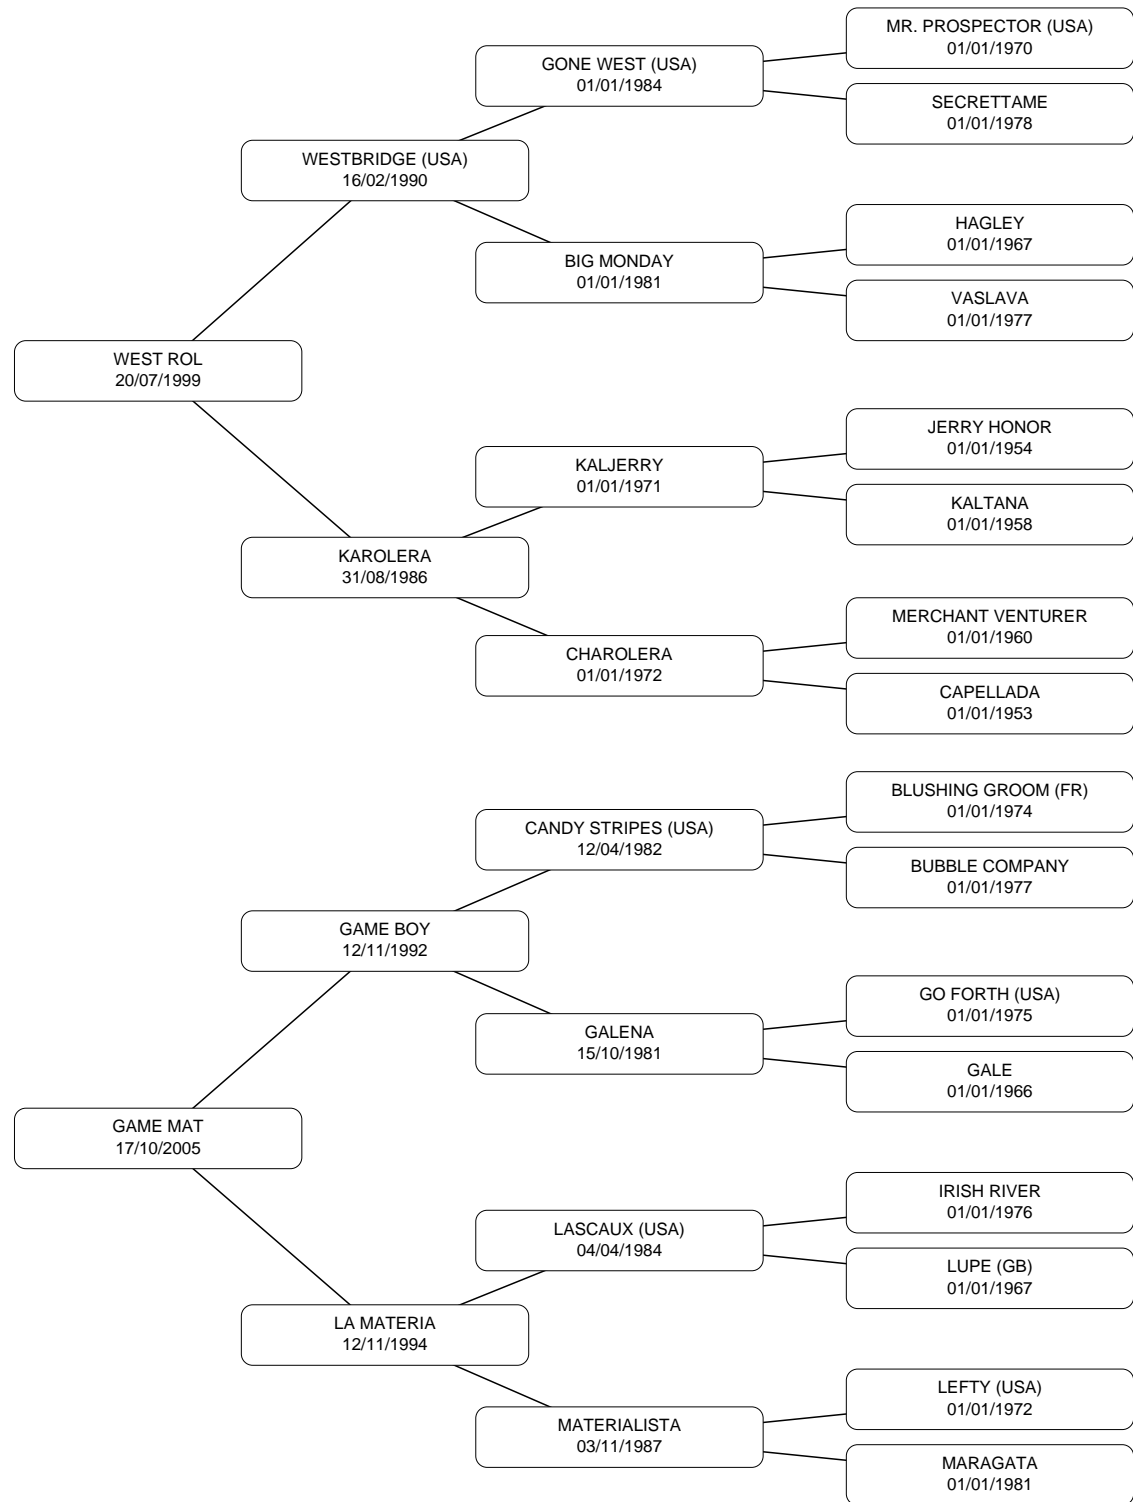 MR. PROSPECTOR (USA)
01/01/1970
GONE WEST (USA)
01/01/1984
SECRETTAME
01/01/1978
WESTBRIDGE (USA)
16/02/1990
HAGLEY
01/01/1967
BIG MONDAY
01/01/1981
VASLAVA
01/01/1977
WEST ROL
20/07/1999
JERRY HONOR
01/01/1954
KALJERRY
01/01/1971
KALTANA
01/01/1958
KAROLERA
31/08/1986
MERCHANT VENTURER
01/01/1960
CHAROLERA
01/01/1972
CAPELLADA
01/01/1953
BLUSHING GROOM (FR)
01/01/1974
CANDY STRIPES (USA)
12/04/1982
BUBBLE COMPANY
01/01/1977
GAME BOY
12/11/1992
GO FORTH (USA)
01/01/1975
GALENA
15/10/1981
GALE
01/01/1966
GAME MAT
17/10/2005
IRISH RIVER
01/01/1976
LASCAUX (USA)
04/04/1984
LUPE (GB)
01/01/1967
LA MATERIA
12/11/1994
LEFTY (USA)
01/01/1972
MATERIALISTA
03/11/1987
MARAGATA
01/01/1981